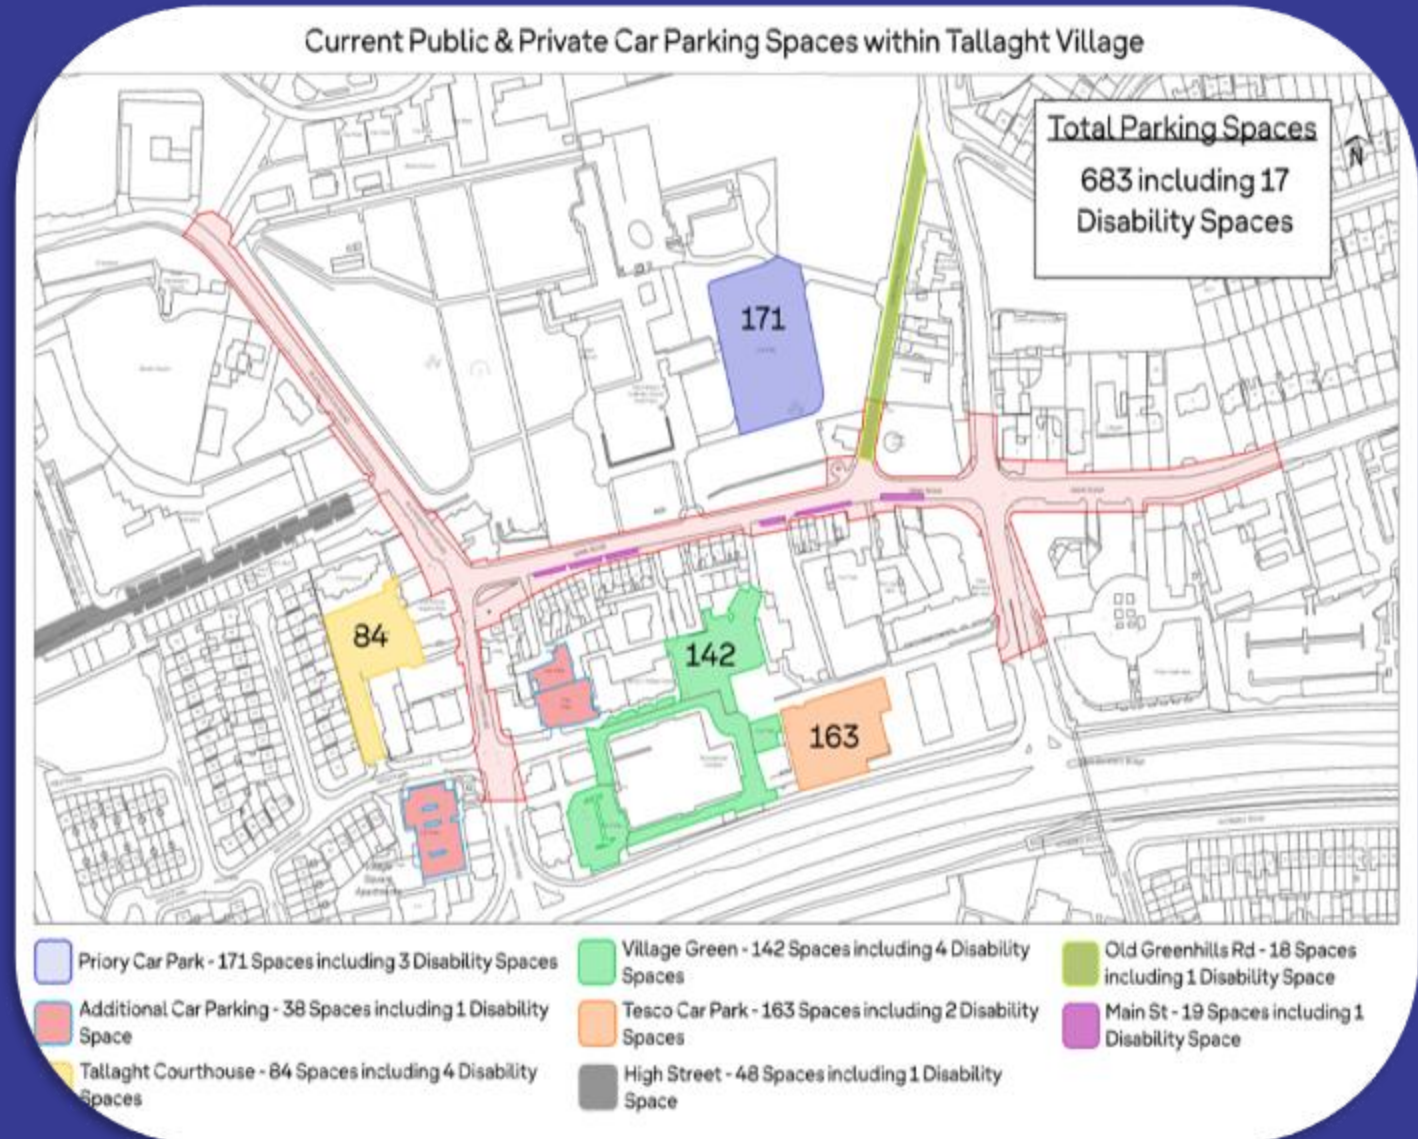 Current Public & Private Car Parking Spaces within Tallaght Village
Total Parking Spaces
683 including 17
Disability Spaces
N
171
84
142
163
Priory Car Park - 171 Spaces including 3 Disability Spaces
Additional Car Parking - 38 Spaces including 1 Disability
Space
Tallaght Courthouse - 84 Spaces including 4 Disability
Spaces
Village Green - 142 Spaces including 4 Disability
Spaces
Tesco Car Park - 163 Spaces including 2 Disability
Spaces
High Street - 48 Spaces including 1 Disability
Space
Old Greenhills Rd - 18 Spaces
including 1 Disability Space
Main St - 19 Spaces including 1
Disability Space